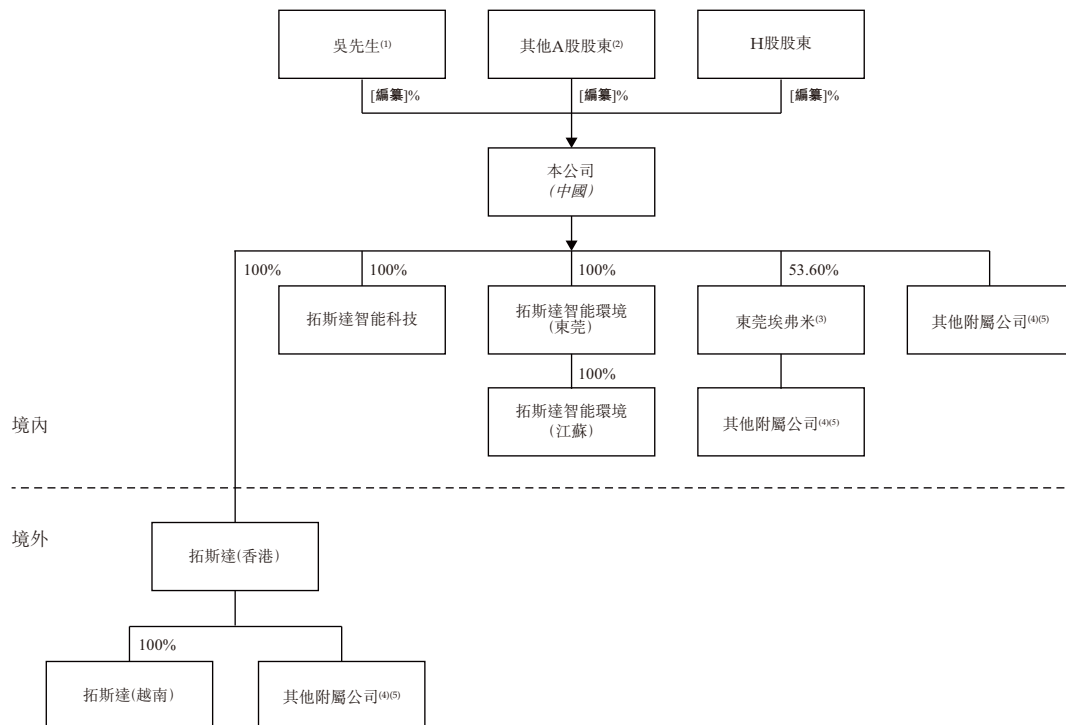 吳先生(1)
其他A股股東(2)
H股股東
[編纂]%
[編纂]%
[編纂]%
本公司
(中國)
100%
100%
100%
53.60%
拓斯達智能科技
拓斯達智能環境
(東莞)
東莞埃弗米(3)
其他附屬公司(4)(5)
100%
拓斯達智能環境
(江蘇)
其他附屬公司(4)(5)
境內
境外
拓斯達(香港)
100%
拓斯達(越南)
其他附屬公司(4)(5)